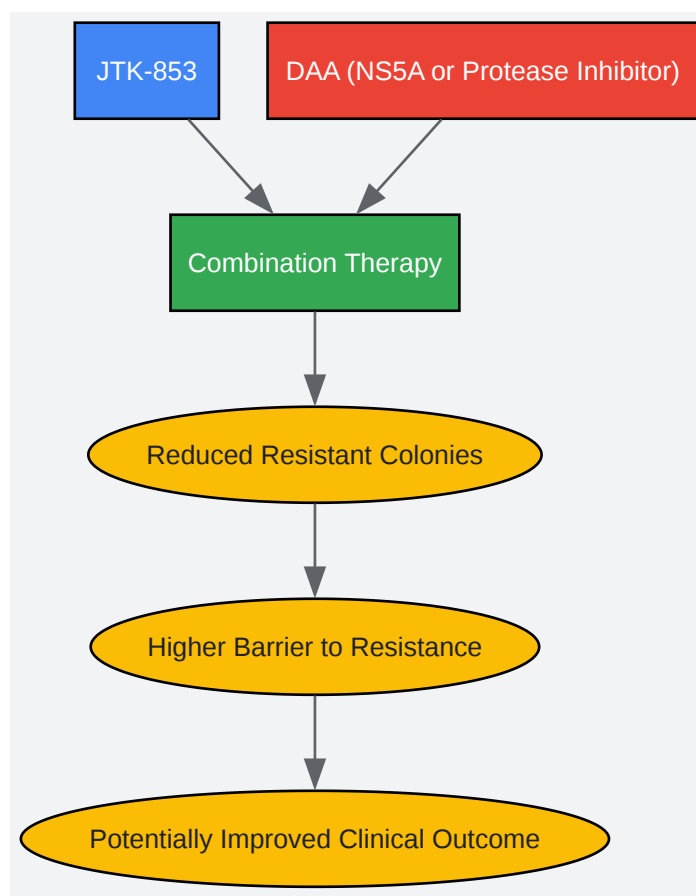 JTK-853
DAA (NS5A or Protease Inhibitor)
Combination Therapy
Reduced Resistant Colonies
Higher Barrier to Resistance
Potentially Improved Clinical Outcome